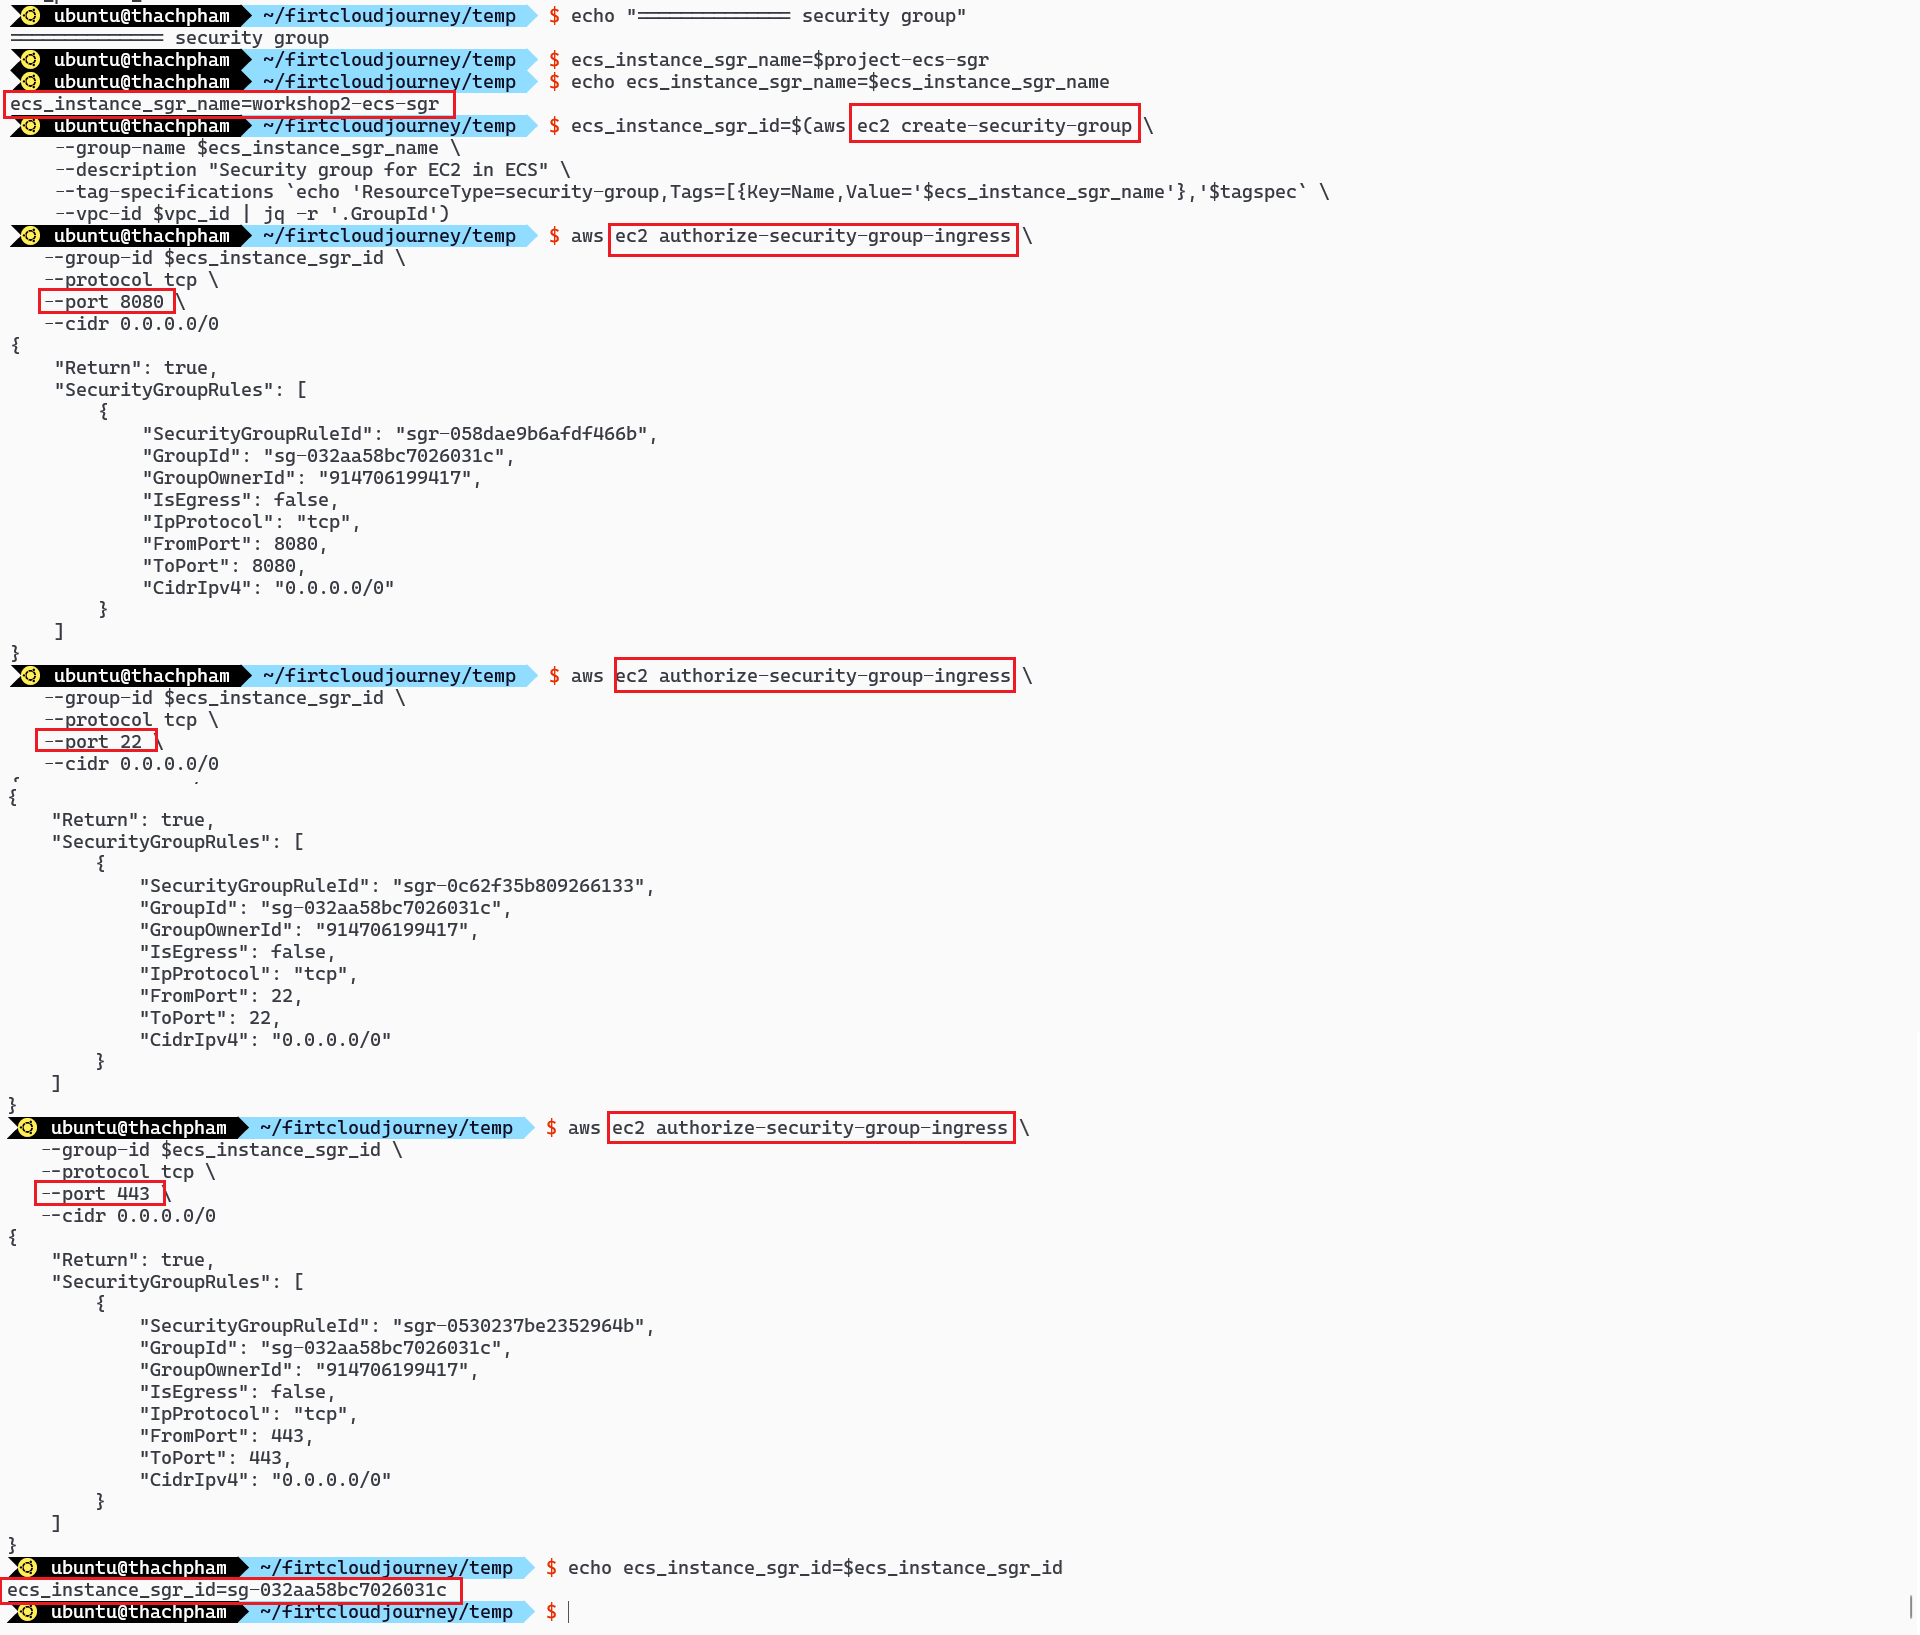 ubuntu@thachpham ~/firtcloudjourney/temp $ echo "============== security group"
============== security group
ubuntu@thachpham ~/firtcloudjourney/temp $ ecs_instance_sgr_name=$project-ecs-sgr
ubuntu@thachpham ~/firtcloudjourney/temp $ echo ecs_instance_sgr_name=$ecs_instance_sgr_name
ecs_instance_sgr_name=workshop2-ecs-sgr
ubuntu@thachpham ~/firtcloudjourney/temp $ ecs_instance_sgr_id=$(aws ec2 create-security-group \
    --group-name $ecs_instance_sgr_name \
    --description "Security group for EC2 in ECS" \
    --tag-specifications `echo 'ResourceType=security-group,Tags=[{Key=Name,Value='$ecs_instance_sgr_name'},'$tagspec` \
    --vpc-id $vpc_id | jq -r '.GroupId')
ubuntu@thachpham ~/firtcloudjourney/temp $ aws ec2 authorize-security-group-ingress \
   --group-id $ecs_instance_sgr_id \
   --protocol tcp \
   --port 8080 \
   --cidr 0.0.0.0/0
{
    "Return": true,
    "SecurityGroupRules": [
        {
            "SecurityGroupRuleId": "sgr-058dae9b6afdf466b",
            "GroupId": "sg-032aa58bc7026031c",
            "GroupOwnerId": "914706199417",
            "IsEgress": false,
            "IpProtocol": "tcp",
            "FromPort": 8080,
            "ToPort": 8080,
            "CidrIpv4": "0.0.0.0/0"
        }
    ]
}
ubuntu@thachpham ~/firtcloudjourney/temp $ aws ec2 authorize-security-group-ingress \
   --group-id $ecs_instance_sgr_id \
   --protocol tcp \
   --port 22 \
   --cidr 0.0.0.0/0
{
    "Return": true,
    "SecurityGroupRules": [
        {
            "SecurityGroupRuleId": "sgr-0c62f35b809266133",
            "GroupId": "sg-032aa58bc7026031c",
            "GroupOwnerId": "914706199417",
            "IsEgress": false,
            "IpProtocol": "tcp",
            "FromPort": 22,
            "ToPort": 22,
            "CidrIpv4": "0.0.0.0/0"
        }
    ]
}
ubuntu@thachpham ~/firtcloudjourney/temp $ aws ec2 authorize-security-group-ingress \
   --group-id $ecs_instance_sgr_id \
   --protocol tcp \
   --port 443 \
   --cidr 0.0.0.0/0
{
    "Return": true,
    "SecurityGroupRules": [
        {
            "SecurityGroupRuleId": "sgr-0530237be2352964b",
            "GroupId": "sg-032aa58bc7026031c",
            "GroupOwnerId": "914706199417",
            "IsEgress": false,
            "IpProtocol": "tcp",
            "FromPort": 443,
            "ToPort": 443,
            "CidrIpv4": "0.0.0.0/0"
        }
    ]
}
ubuntu@thachpham ~/firtcloudjourney/temp $ echo ecs_instance_sgr_id=$ecs_instance_sgr_id
ecs_instance_sgr_id=sg-032aa58bc7026031c
ubuntu@thachpham ~/firtcloudjourney/temp $